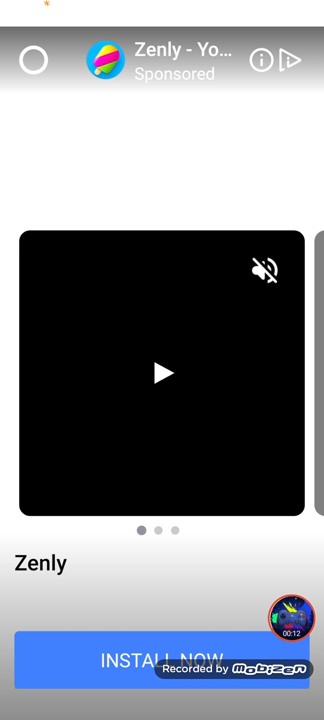 Zenly - Yo...
Sponsored
Zenly
00:12
INSTALL NOW
Recorded by mobizen